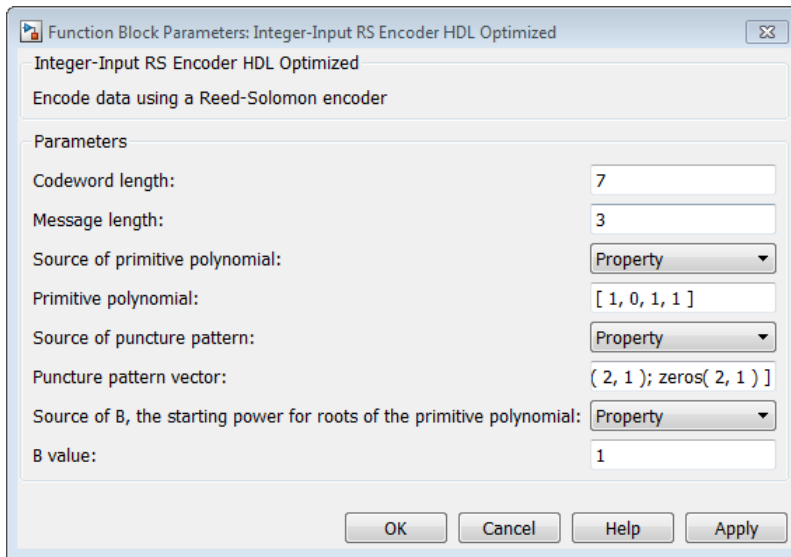 Function Block Parameters: Integer-Input RS Encoder HDL Optimized
Integer-Input RS Encoder HDL Optimized
Encode data using a Reed-Solomon encoder
Parameters
Codeword length: 7
Message length: 3
Source of primitive polynomial: Property
Primitive polynomial: [ 1, 0, 1, 1 ]
Source of puncture pattern: Property
Puncture pattern vector: ( 2, 1 ); zeros( 2, 1 ) ]
Source of B, the starting power for roots of the primitive polynomial: Property
B value: 1
OK Cancel Help Apply